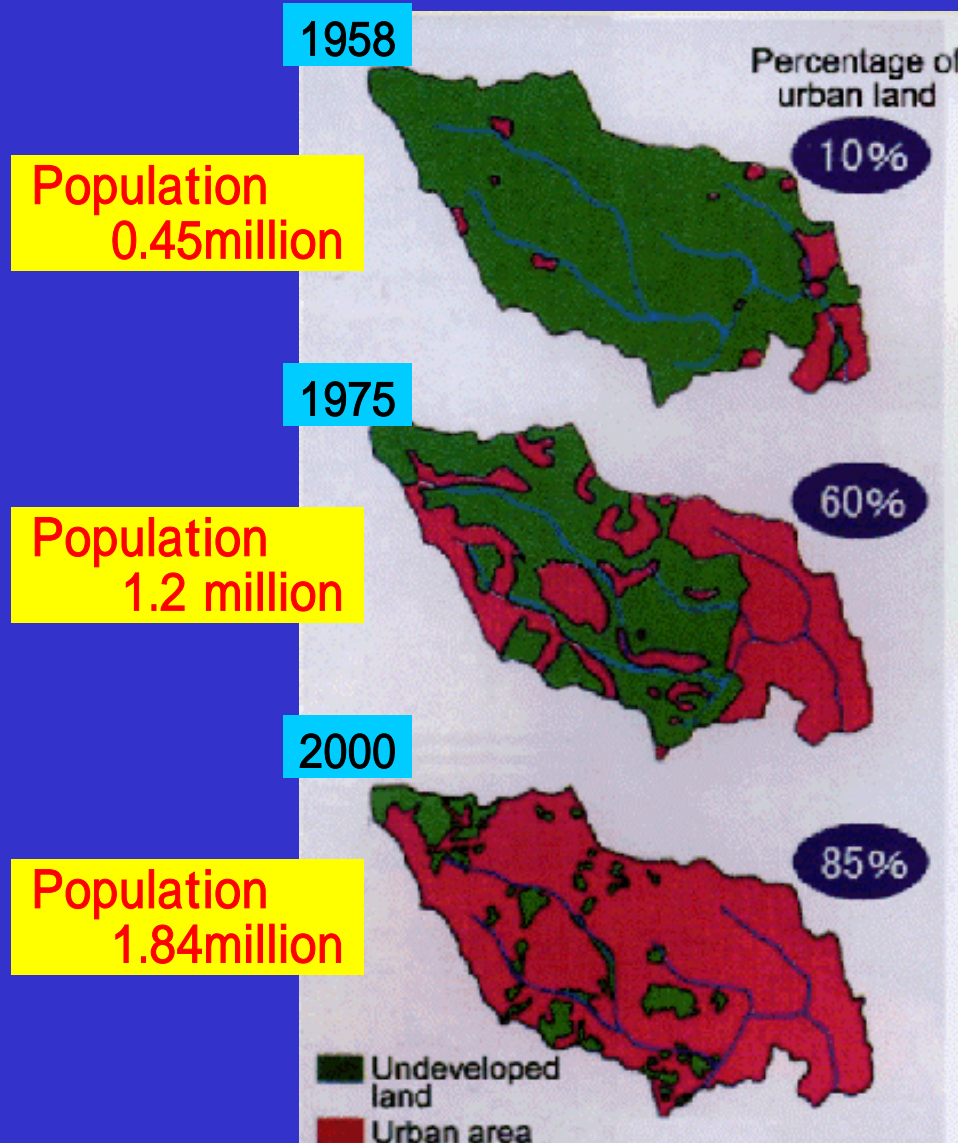 1958
Percentage of
urban land
10%
Population
0.45million
1975
60%
Population
1.2 million
2000
85%
Population
1.84million
Undeveloped
land
Urban area